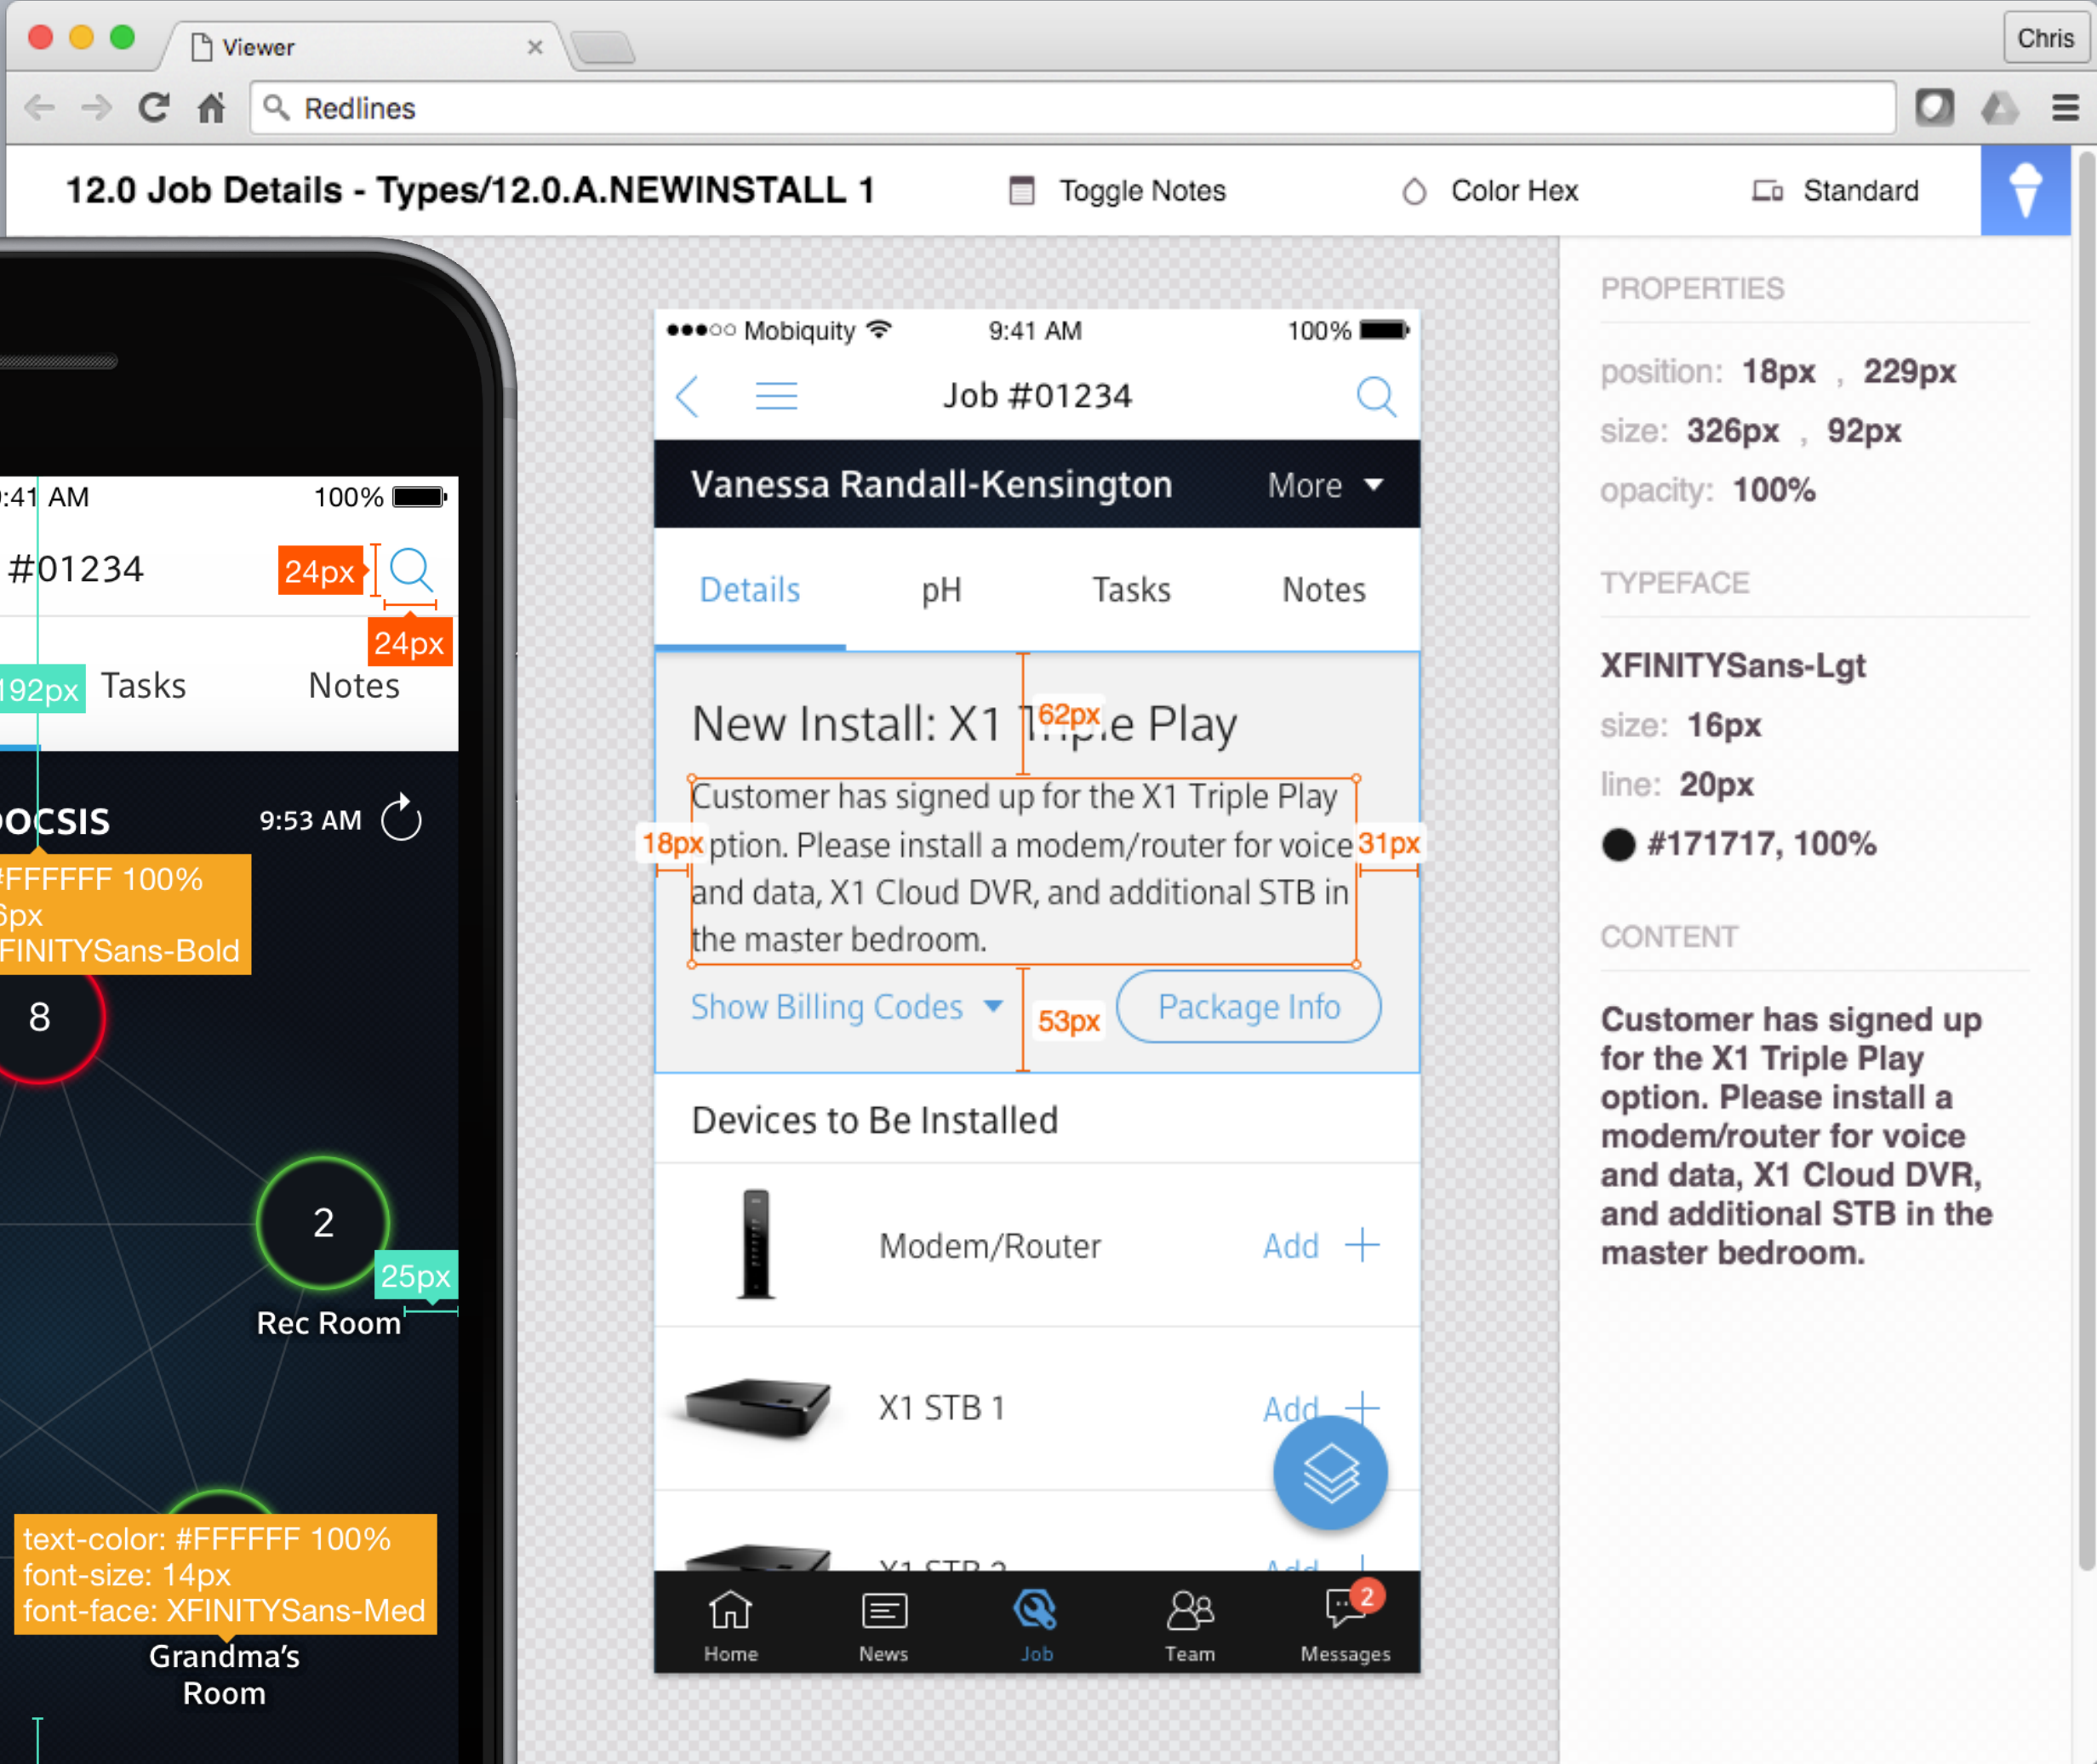 Viewer
Chris
Redlines
12.0 Job Details - Types/12.0.A.NEWINSTALL 1
Toggle Notes
Color Hex
Standard
:41 AM
100%
#01234
24px
24px
192px
Tasks
Notes
OCSIS
9:53 AM
#FFFFFF 100%
6px
FINITYSans-Bold
8
2
25px
Rec Room
text-color: #FFFFFF 100%
font-size: 14px
font-face: XFINITYSans-Med
Grandma's
Room
Mobiquity
9:41 AM
100%
Job #01234
Vanessa Randall-Kensington
More
Details
pH
Tasks
Notes
62px
New Install: X1 Triple Play
Customer has signed up for the X1 Triple Play
18px
ption. Please install a modem/router for voice
31px
and data, X1 Cloud DVR, and additional STB in
the master bedroom.
Show Billing Codes
53px
Package Info
Devices to Be Installed
Modem/Router
Add
X1 STB 1
Add
X1 STB 2
Add
Home
News
Job
Team
2
Messages
PROPERTIES
position: 18px , 229px
size: 326px , 92px
opacity: 100%
TYPEFACE
XFINITYSans-Lgt
size: 16px
line: 20px
#171717, 100%
CONTENT
Customer has signed up
for the X1 Triple Play
option. Please install a
modem/router for voice
and data, X1 Cloud DVR,
and additional STB in the
master bedroom.